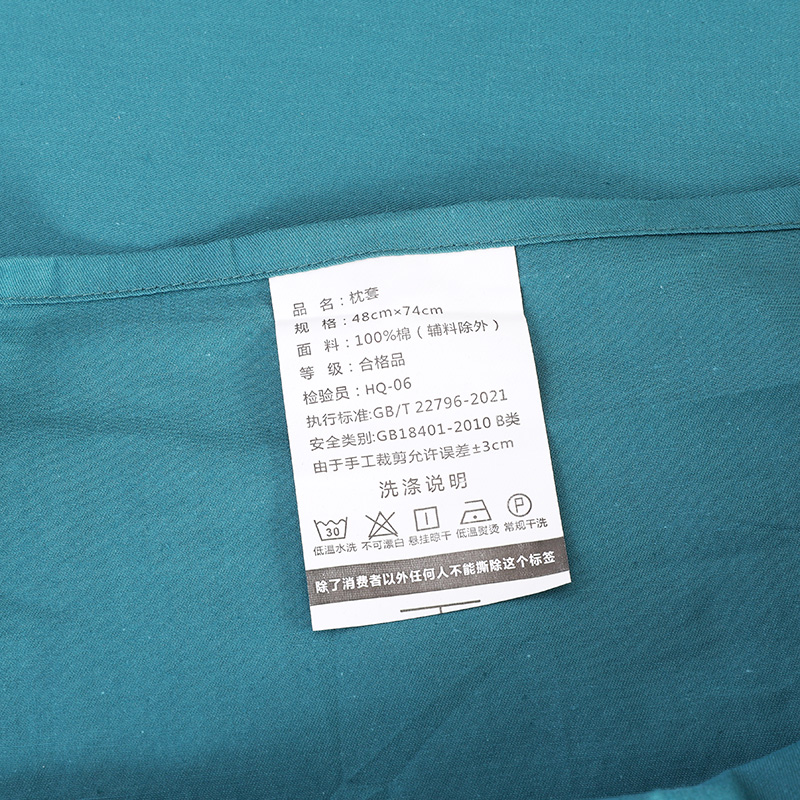 品 名：枕套
规 格：48cm×74cm
面 料：100%棉（辅料除外）
等 级：合格品
检验员：HQ-06
执行标准:GB/T 22796-2021
安全类别:GB18401-2010 B类
由于手工裁剪允许误差±3cm
洗涤说明
30 P
低温水洗 不可漂白 悬挂晾干 低温熨烫 常规干洗
除了消费者以外任何人不能撕除这个标签